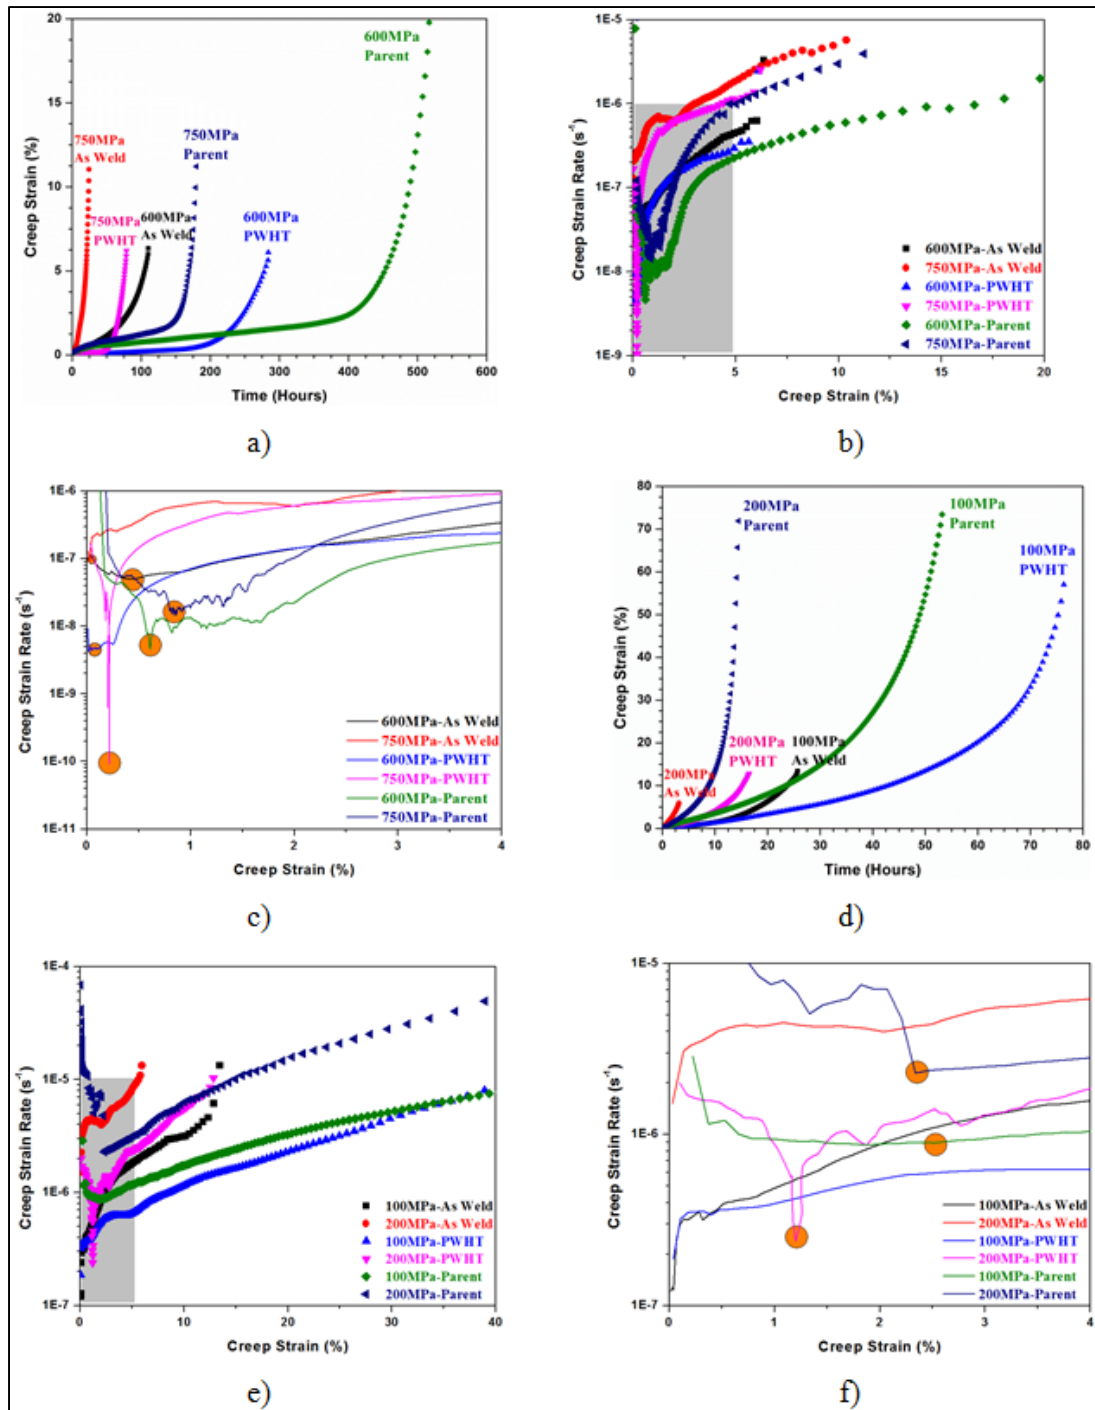 20
15
10
5
0
Creep Strain (%)
0 100 200 300 400 500 600
Time (Hours)
750MPa
As Weld
750MPa
PWHT
600MPa
As Weld
750MPa
Parent
600MPa
PWHT
600MPa
Parent
a)
1E-5
1E-6
1E-7
1E-8
1E-9
Creep Strain Rate (s-1)
0 5 10 15 20
Creep Strain (%)
600MPa-As Weld
750MPa-As Weld
600MPa-PWHT
750MPa-PWHT
600MPa-Parent
750MPa-Parent
b)
1E-6
1E-7
1E-8
1E-9
1E-10
1E-11
Creep Strain Rate (s-1)
0 1 2 3 4
Creep Strain (%)
600MPa-As Weld
750MPa-As Weld
600MPa-PWHT
750MPa-PWHT
600MPa-Parent
750MPa-Parent
c)
80
70
60
50
40
30
20
10
0
Creep Strain (%)
0 10 20 30 40 50 60 70 80
Time (Hours)
200MPa
Parent
100MPa
Parent
100MPa
PWHT
200MPa
PWHT
100MPa
As Weld
200MPa
As Weld
d)
1E-4
1E-5
1E-6
1E-7
Creep Strain Rate (s-1)
0 10 20 30 40
Creep Strain (%)
100MPa-As Weld
200MPa-As Weld
100MPa-PWHT
200MPa-PWHT
100MPa-Parent
200MPa-Parent
e)
1E-5
1E-6
1E-7
Creep Strain Rate (s-1)
0 1 2 3 4
Creep Strain (%)
100MPa-As Weld
200MPa-As Weld
100MPa-PWHT
200MPa-PWHT
100MPa-Parent
200MPa-Parent
f)